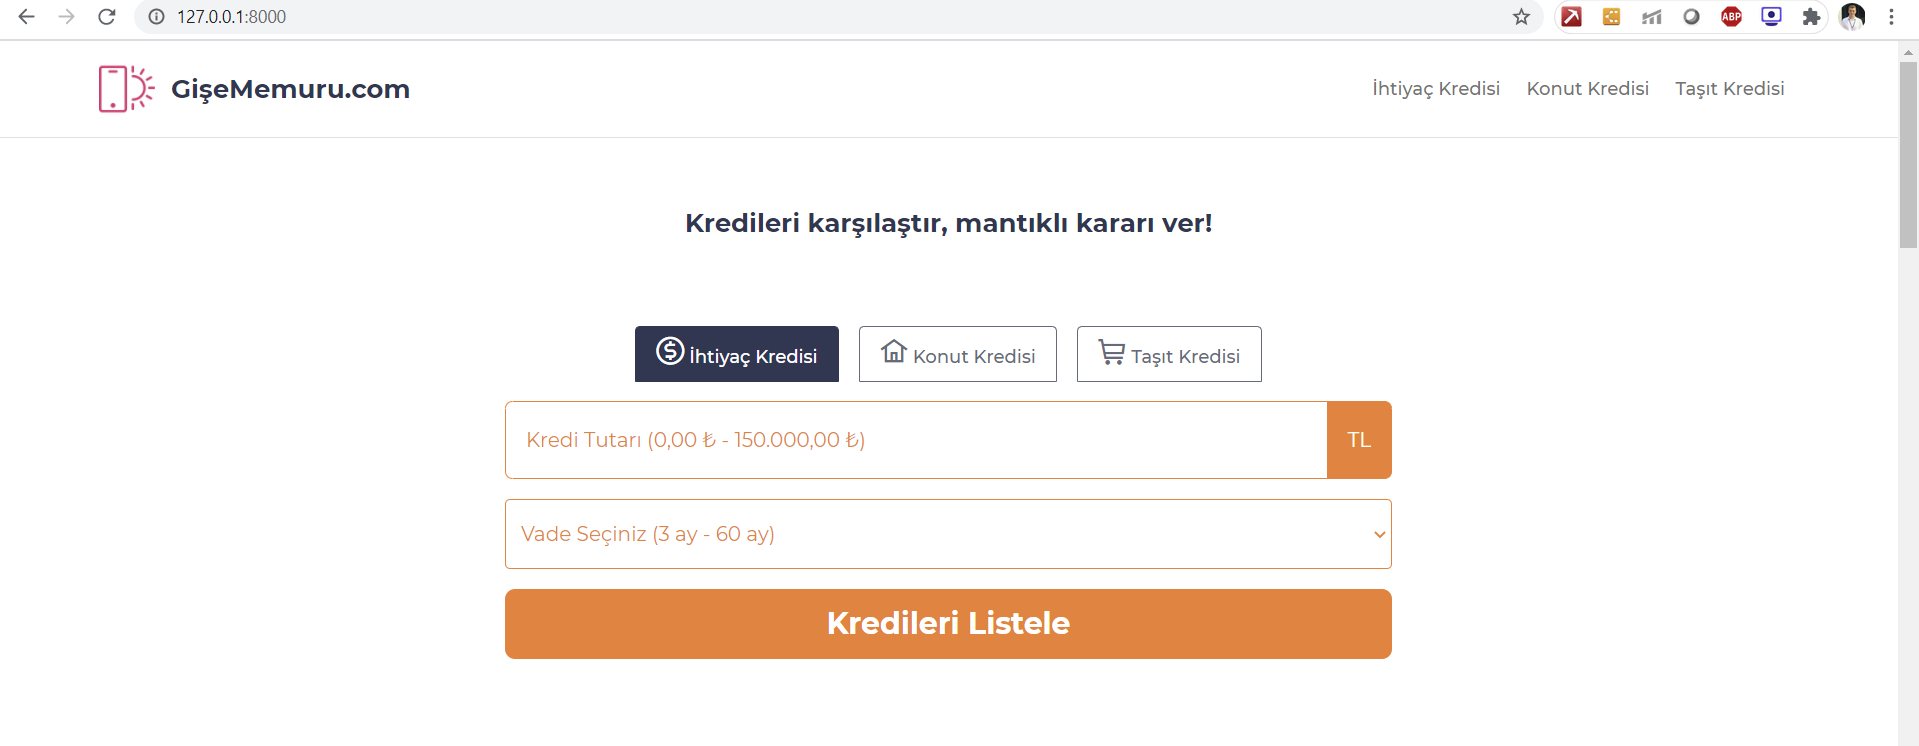 127.0.0.1:8000
ABP
GişeMemuru.com
İhtiyaç Kredisi Konut Kredisi Taşıt Kredisi
Kredileri karşılaştır, mantıklı kararı ver!
İhtiyaç Kredisi Konut Kredisi Taşıt Kredisi
Kredi Tutarı (0,00 ₺ - 150.000,00 ₺) TL
Vade Seçiniz (3 ay - 60 ay)
Kredileri Listele